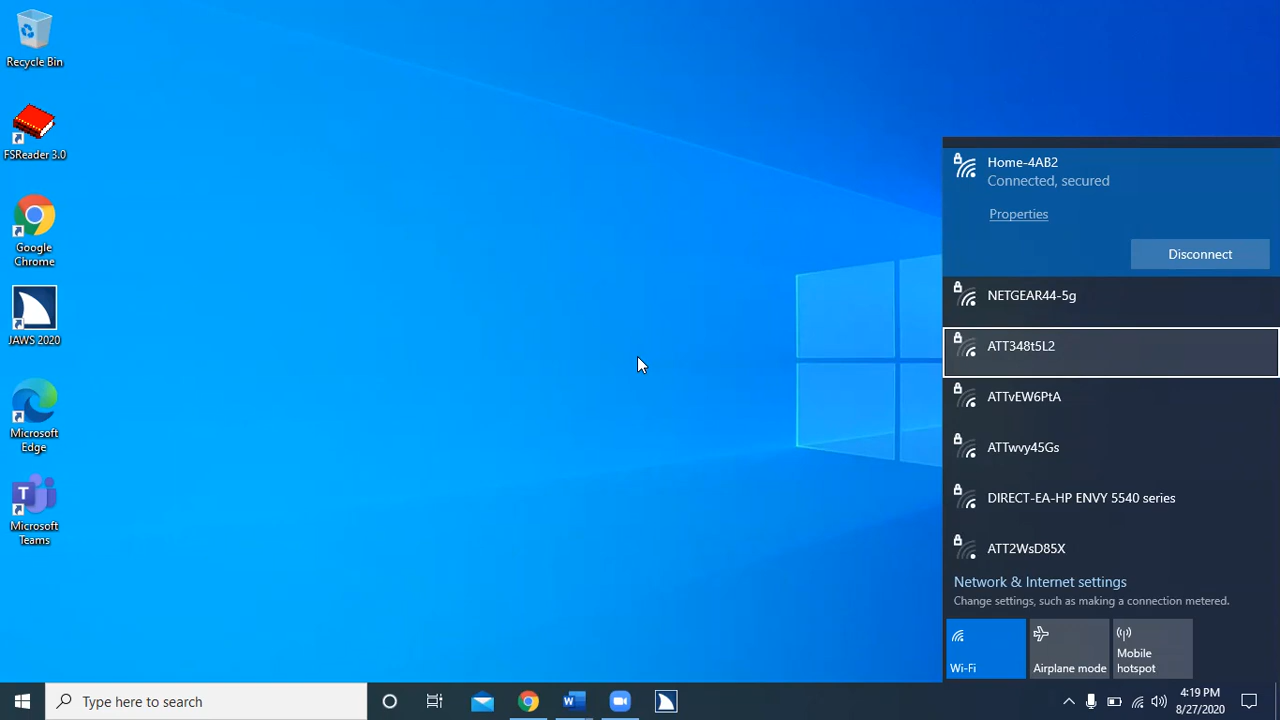 Recycle Bin
FSReader 3.0
Google
Chrome
JAWS 2020
Microsoft
Edge
T
Microsoft
Teams
Home-4AB2
Connected, secured
Properties
Disconnect
NETGEAR44-5g
ATT348t5L2
ATTvEW6PtA
ATTwvy45Gs
DIRECT-EA-HP ENVY 5540 series
ATT2WsD85X
Network & Internet settings
Change settings, such as making a connection metered.
Wi-Fi
Airplane mode
Mobile
hotspot
Type here to search
W
4:19 PM
8/27/2020